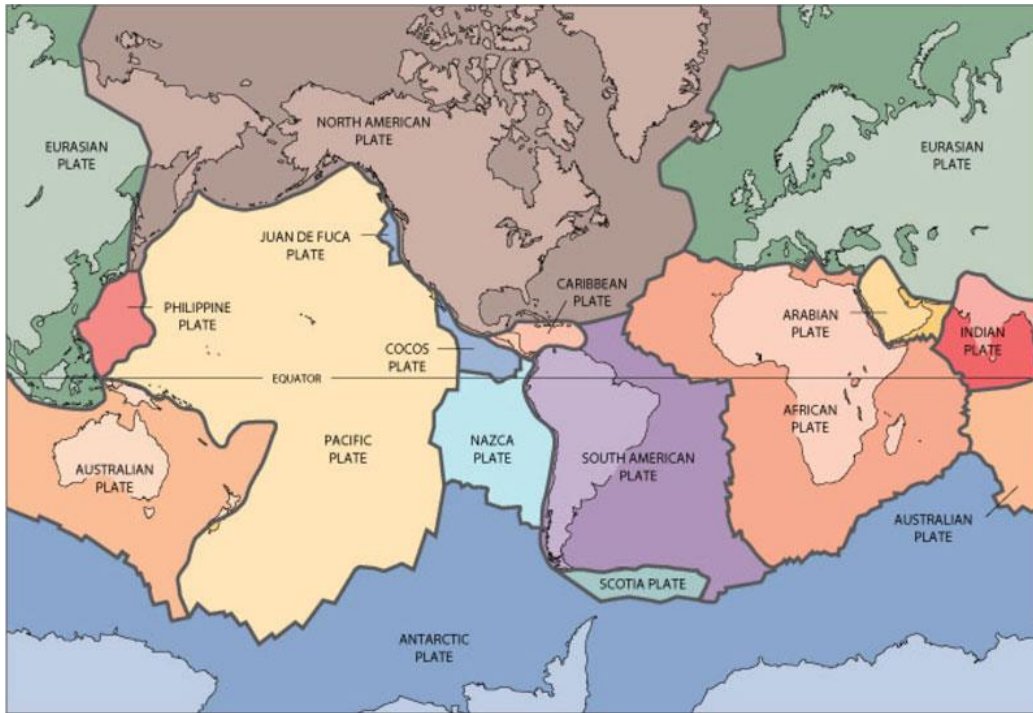 NORTH AMERICAN
PLATE
EURASIAN
PLATE
EURASIAN
PLATE
JUAN DE FUCA
PLATE
CARIBBEAN
PLATE
PHILIPPINE
PLATE
ARABIAN
PLATE
INDIAN
PLATE
COCOS
PLATE
EQUATOR
AFRICAN
PLATE
PACIFIC
PLATE
NAZCA
PLATE
SOUTH AMERICAN
PLATE
AUSTRALIAN
PLATE
AUSTRALIAN
PLATE
SCOTIA PLATE
ANTARCTIC
PLATE